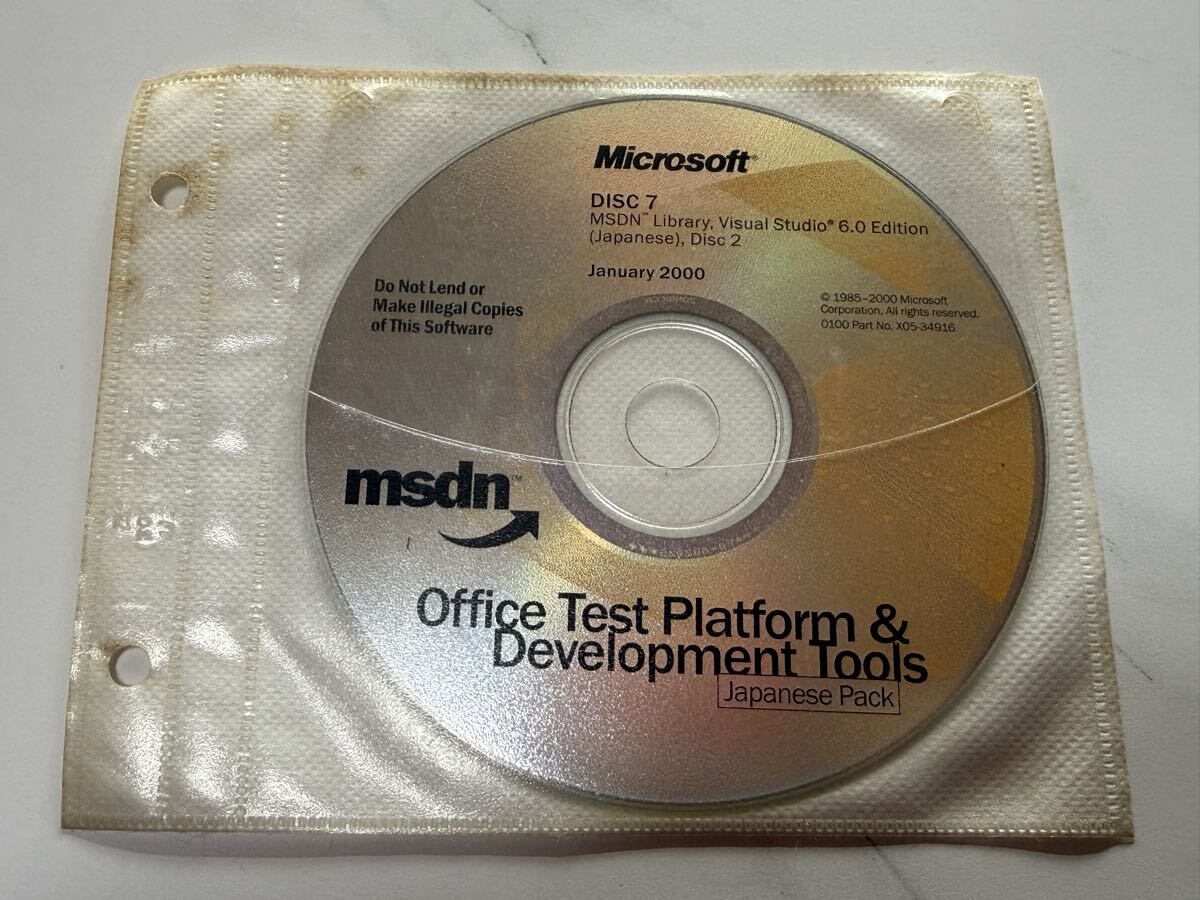 Microsoft®
DISC 7
MSDN™ Library, Visual Studio® 6.0 Edition
(Japanese), Disc 2
January 2000
Do Not Lend or
Make Illegal Copies
of This Software
© 1985–2000 Microsoft
Corporation. All rights reserved.
0100 Part No. X05-34916
msdn™
Office Test Platform &
Development Tools
Japanese Pack